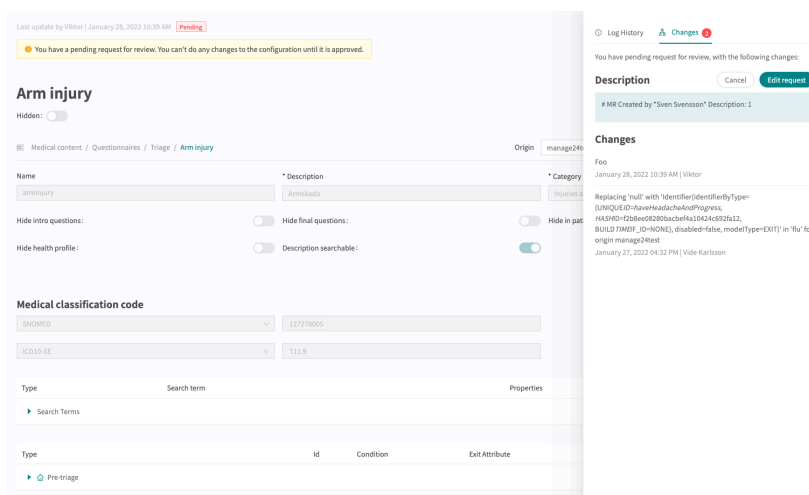 Last update by Viktor | January 28, 2022 10:39 AM Pending
You have a pending request for review. You can't do any changes to the configuration until it is approved.
Arm injury
Hidden:
Medical content / Questionnaires / Triage / Arm injury
Origin manage24te
Name
* Description
* Category
arminjury
Armskada
Injuries a
Hide intro questions:
Hide final questions:
Hide in pat
Hide health profile:
Description searchable:
Medical classification code
SNOMED
127278005
ICD10-SE
T11.9
Type Search term Properties
Search Terms
Type Id Condition Exit Attribute
Pre-triage
Log History
Changes 2
You have pending request for review, with the following changes:
Description
Cancel
Edit request
# MR Created by "Sven Svensson" Description: 1
Changes
Foo
January 28, 2022 10:39 AM | Viktor
Replacing 'null' with 'Identifier(identifierByType=
{UNIQUEID=haveHeadacheAndProgress,
HASHID=f2b8ee08280bacbef4a10424c692fa12,
BUILDTIMEIF_ID=NONE}, disabled=false, modelType=EXIT)' in 'flu' fo
origin manage24test
January 27, 2022 04:32 PM | Vide Karlsson